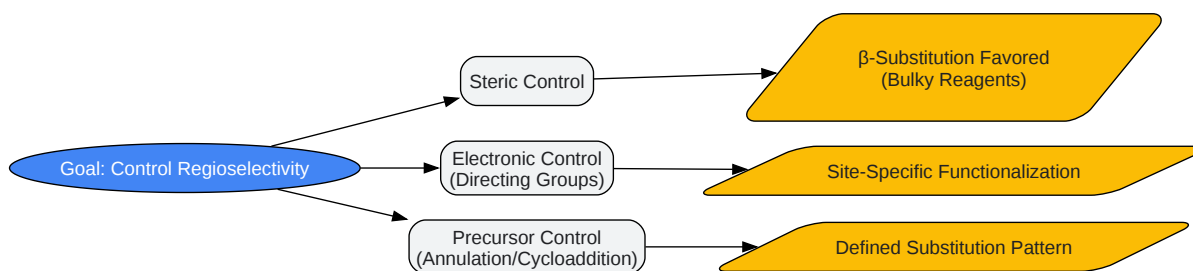 Goal: Control Regioselectivity
Steric Control
β-Substitution Favored
(Bulky Reagents)
Electronic Control
(Directing Groups)
Site-Specific Functionalization
Precursor Control
(Annulation/Cycloaddition)
Defined Substitution Pattern